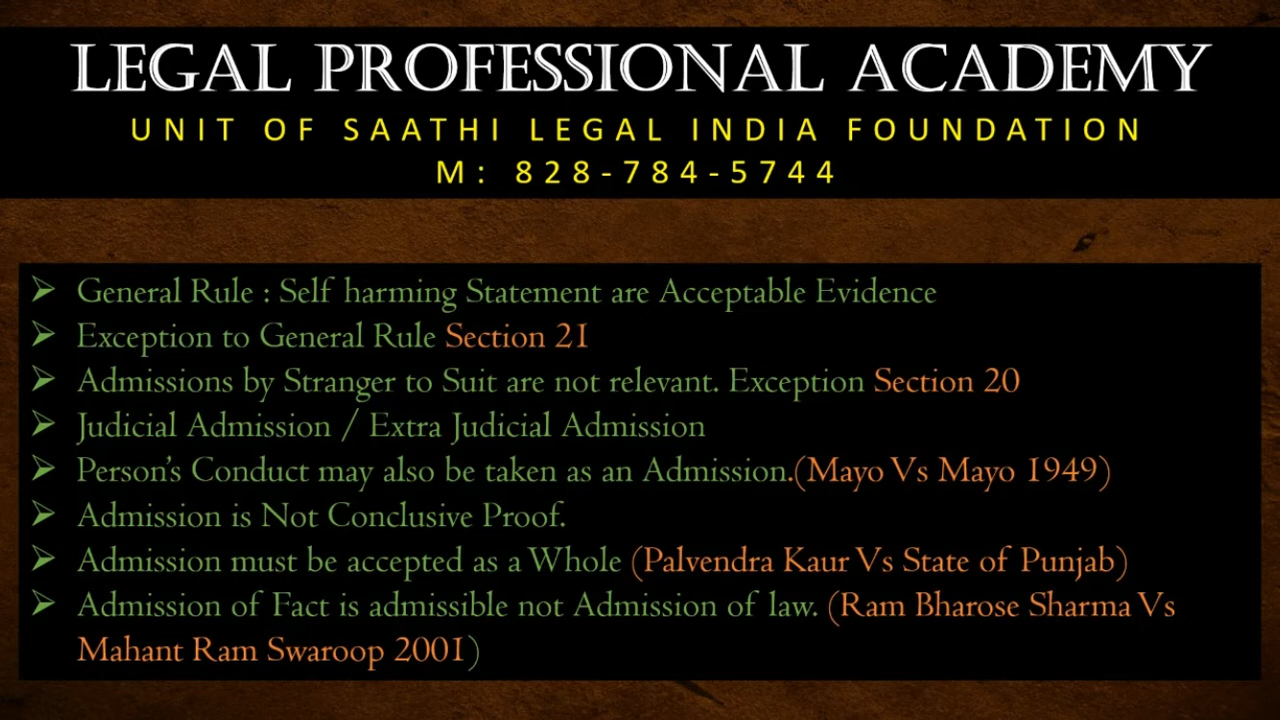 LEGAL PROFESSIONAL ACADEMY
UNIT OF SAATHI LEGAL INDIA FOUNDATION
M: 828-784-5744
➢ General Rule : Self harming Statement are Acceptable Evidence
➢ Exception to General Rule Section 21
➢ Admissions by Stranger to Suit are not relevant. Exception Section 20
➢ Judicial Admission / Extra Judicial Admission
➢ Person's Conduct may also be taken as an Admission.(Mayo Vs Mayo 1949)
➢ Admission is Not Conclusive Proof.
➢ Admission must be accepted as a Whole (Palvendra Kaur Vs State of Punjab)
➢ Admission of Fact is admissible not Admission of law. (Ram Bharose Sharma Vs
Mahant Ram Swaroop 2001)